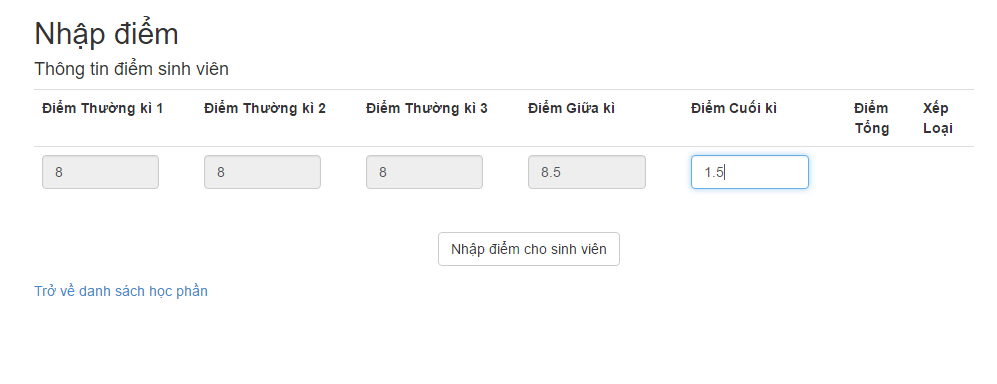 Nhập điểm
Thông tin điểm sinh viên
Điểm Thường kì 1 Điểm Thường kì 2 Điểm Thường kì 3 Điểm Giữa kì Điểm Cuối kì Điểm Tổng Xếp Loại
8 8 8 8.5 1.5
Nhập điểm cho sinh viên
Trở về danh sách học phần